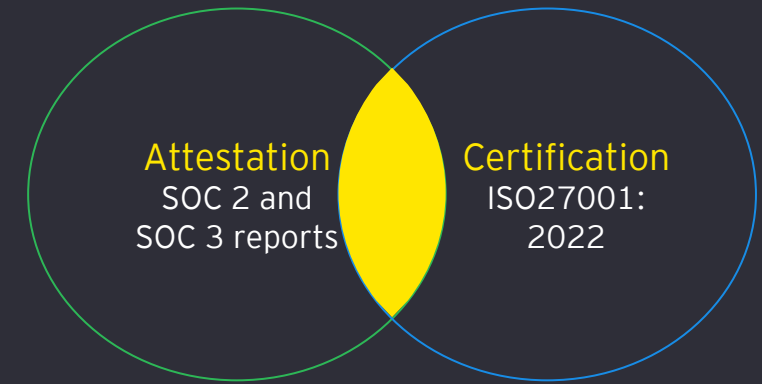 Attestation
SOC 2 and
SOC 3 reports
Certification
ISO27001:
2022